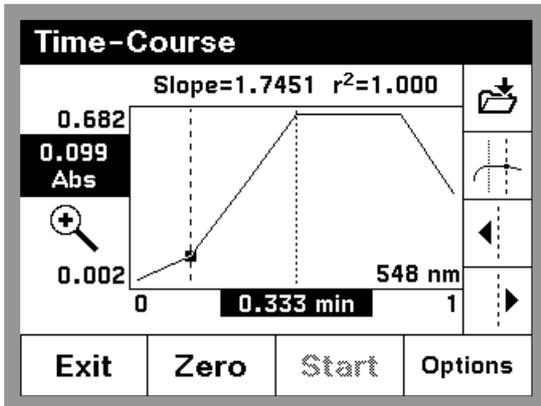 Time-Course
Slope=1.7451 r²=1.000
0.682
0.099
Abs
0.002
548 nm
0 0.333 min 1
Exit Zero Start Options